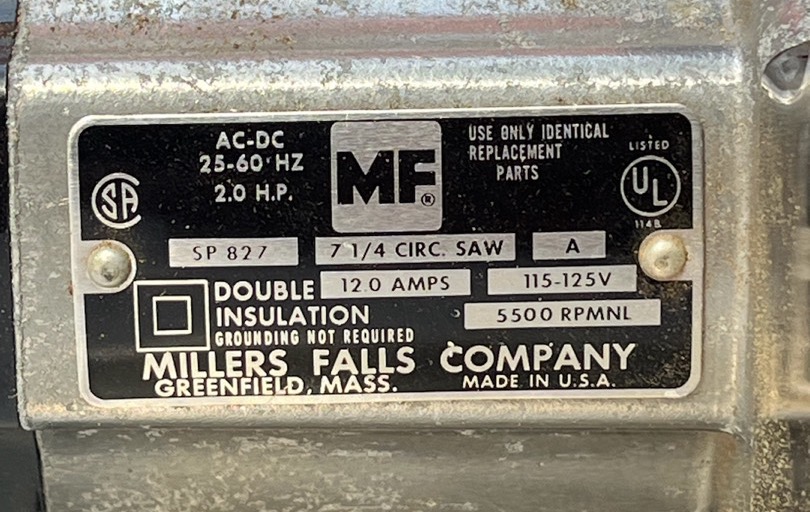 AC-DC
25-60 HZ
2.0 H.P.
MF®
USE ONLY IDENTICAL
REPLACEMENT
PARTS
LISTED
UL
114B
SA
SP 827
7 1/4 CIRC. SAW
A
DOUBLE
INSULATION
12.0 AMPS
115-125V
5500 RPMNL
GROUNDING NOT REQUIRED
MILLERS FALLS COMPANY
GREENFIELD, MASS.
MADE IN U.S.A.